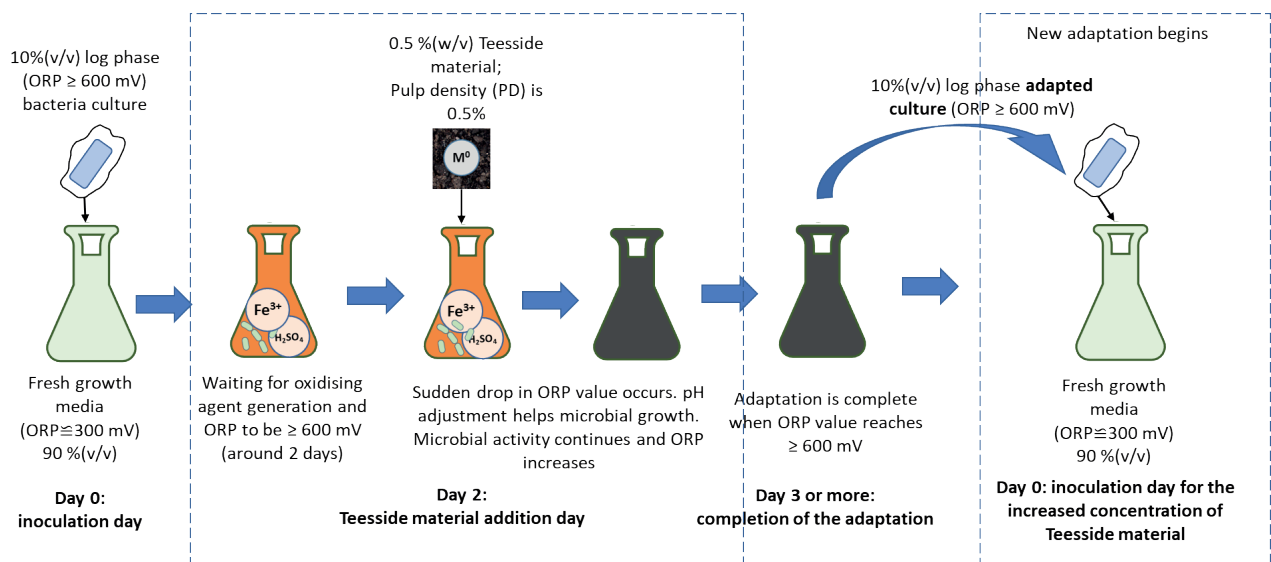 10%(v/v) log phase
(ORP ≥ 600 mV)
bacteria culture
Fresh growth
media
(ORP≌300 mV)
90 %(v/v)
Day 0:
inoculation day
Fe³⁺
H₂SO₄
Waiting for oxidising
agent generation and
ORP to be ≥ 600 mV
(around 2 days)
0.5 %(w/v) Teesside
material;
Pulp density (PD) is
0.5%
M⁰
Fe³⁺
H₂SO₄
Sudden drop in ORP value occurs. pH
adjustment helps microbial growth.
Microbial activity continues and ORP
increases
Day 2:
Teesside material addition day
Adaptation is complete
when ORP value reaches
≥ 600 mV
Day 3 or more:
completion of the adaptation
10%(v/v) log phase adapted
culture (ORP ≥ 600 mV)
New adaptation begins
Fresh growth
media
(ORP≌300 mV)
90 %(v/v)
Day 0: inoculation day for the
increased concentration of
Teesside material